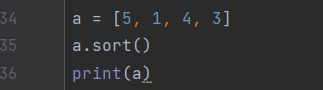 34 a = [5, 1, 4, 3]
35 a.sort()
36 print(a)